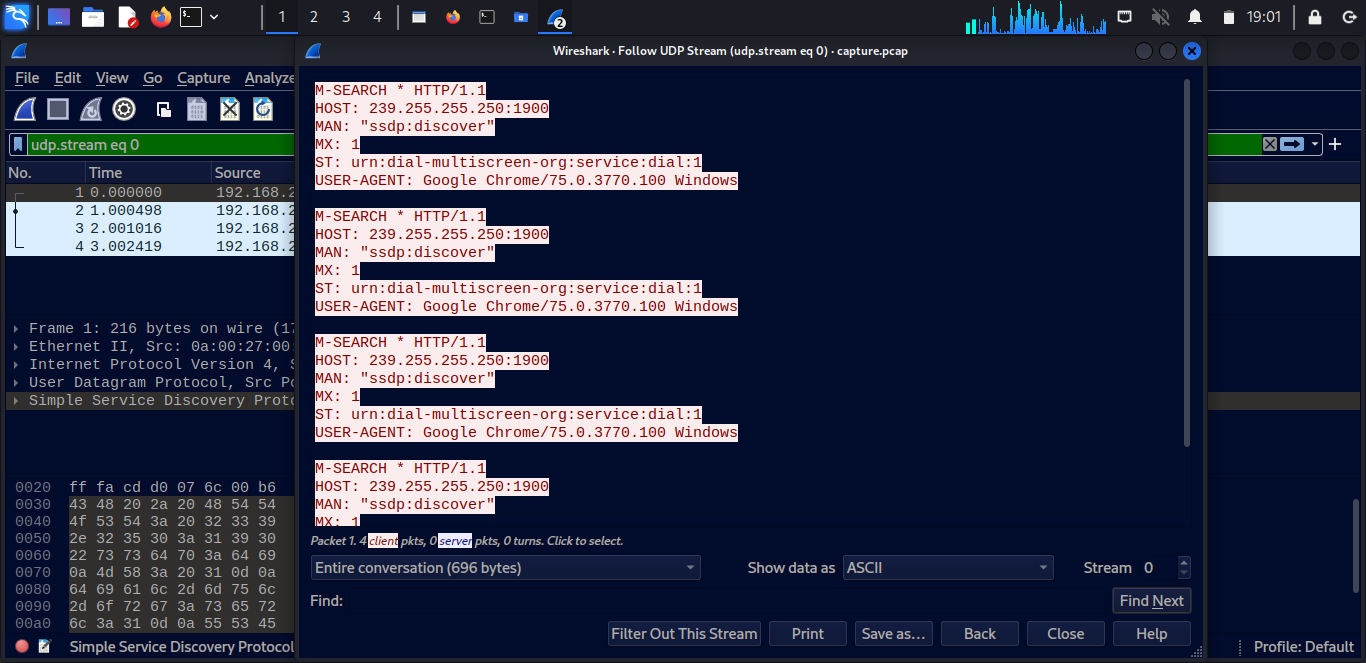 1 2 3 4 2 19:01
Wireshark · Follow UDP Stream (udp.stream eq 0) · capture.pcap
File Edit View Go Capture Analyze
udp.stream eq 0
No. Time Source
1 0.000000 192.168.2
2 1.000498 192.168.2
3 2.001016 192.168.2
4 3.002419 192.168.2
Frame 1: 216 bytes on wire (17
Ethernet II, Src: 0a:00:27:00:
Internet Protocol Version 4, S
User Datagram Protocol, Src Po
Simple Service Discovery Proto
0020 ff fa cd d0 07 6c 00 b6
0030 43 48 20 2a 20 48 54 54
0040 4f 53 54 3a 20 32 33 39
0050 2e 32 35 30 3a 31 39 30
0060 22 73 73 64 70 3a 64 69
0070 0a 4d 58 3a 20 31 0d 0a
0080 64 69 61 6c 2d 6d 75 6c
0090 2d 6f 72 67 3a 73 65 72
00a0 6c 3a 31 0d 0a 55 53 45
Simple Service Discovery Protocol
M-SEARCH * HTTP/1.1
HOST: 239.255.255.250:1900
MAN: "ssdp:discover"
MX: 1
ST: urn:dial-multiscreen-org:service:dial:1
USER-AGENT: Google Chrome/75.0.3770.100 Windows
M-SEARCH * HTTP/1.1
HOST: 239.255.255.250:1900
MAN: "ssdp:discover"
MX: 1
ST: urn:dial-multiscreen-org:service:dial:1
USER-AGENT: Google Chrome/75.0.3770.100 Windows
M-SEARCH * HTTP/1.1
HOST: 239.255.255.250:1900
MAN: "ssdp:discover"
MX: 1
ST: urn:dial-multiscreen-org:service:dial:1
USER-AGENT: Google Chrome/75.0.3770.100 Windows
M-SEARCH * HTTP/1.1
HOST: 239.255.255.250:1900
MAN: "ssdp:discover"
MX: 1
Packet 1. 4 client pkts, 0 server pkts, 0 turns. Click to select.
Entire conversation (696 bytes) Show data as ASCII Stream 0
Find: Find Next
Filter Out This Stream Print Save as... Back Close Help
Profile: Default